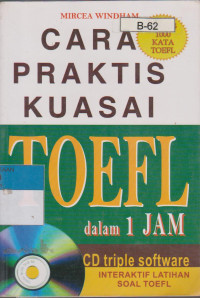 MIRCEA WINDHAM
B-62
CARA
PRAKTIS
KUASAI
1000
KATA
TOEFL
TOEFL
dalam 1 JAM
CD triple software
INTERAKTIF LATIHAN
SOAL TOEFL